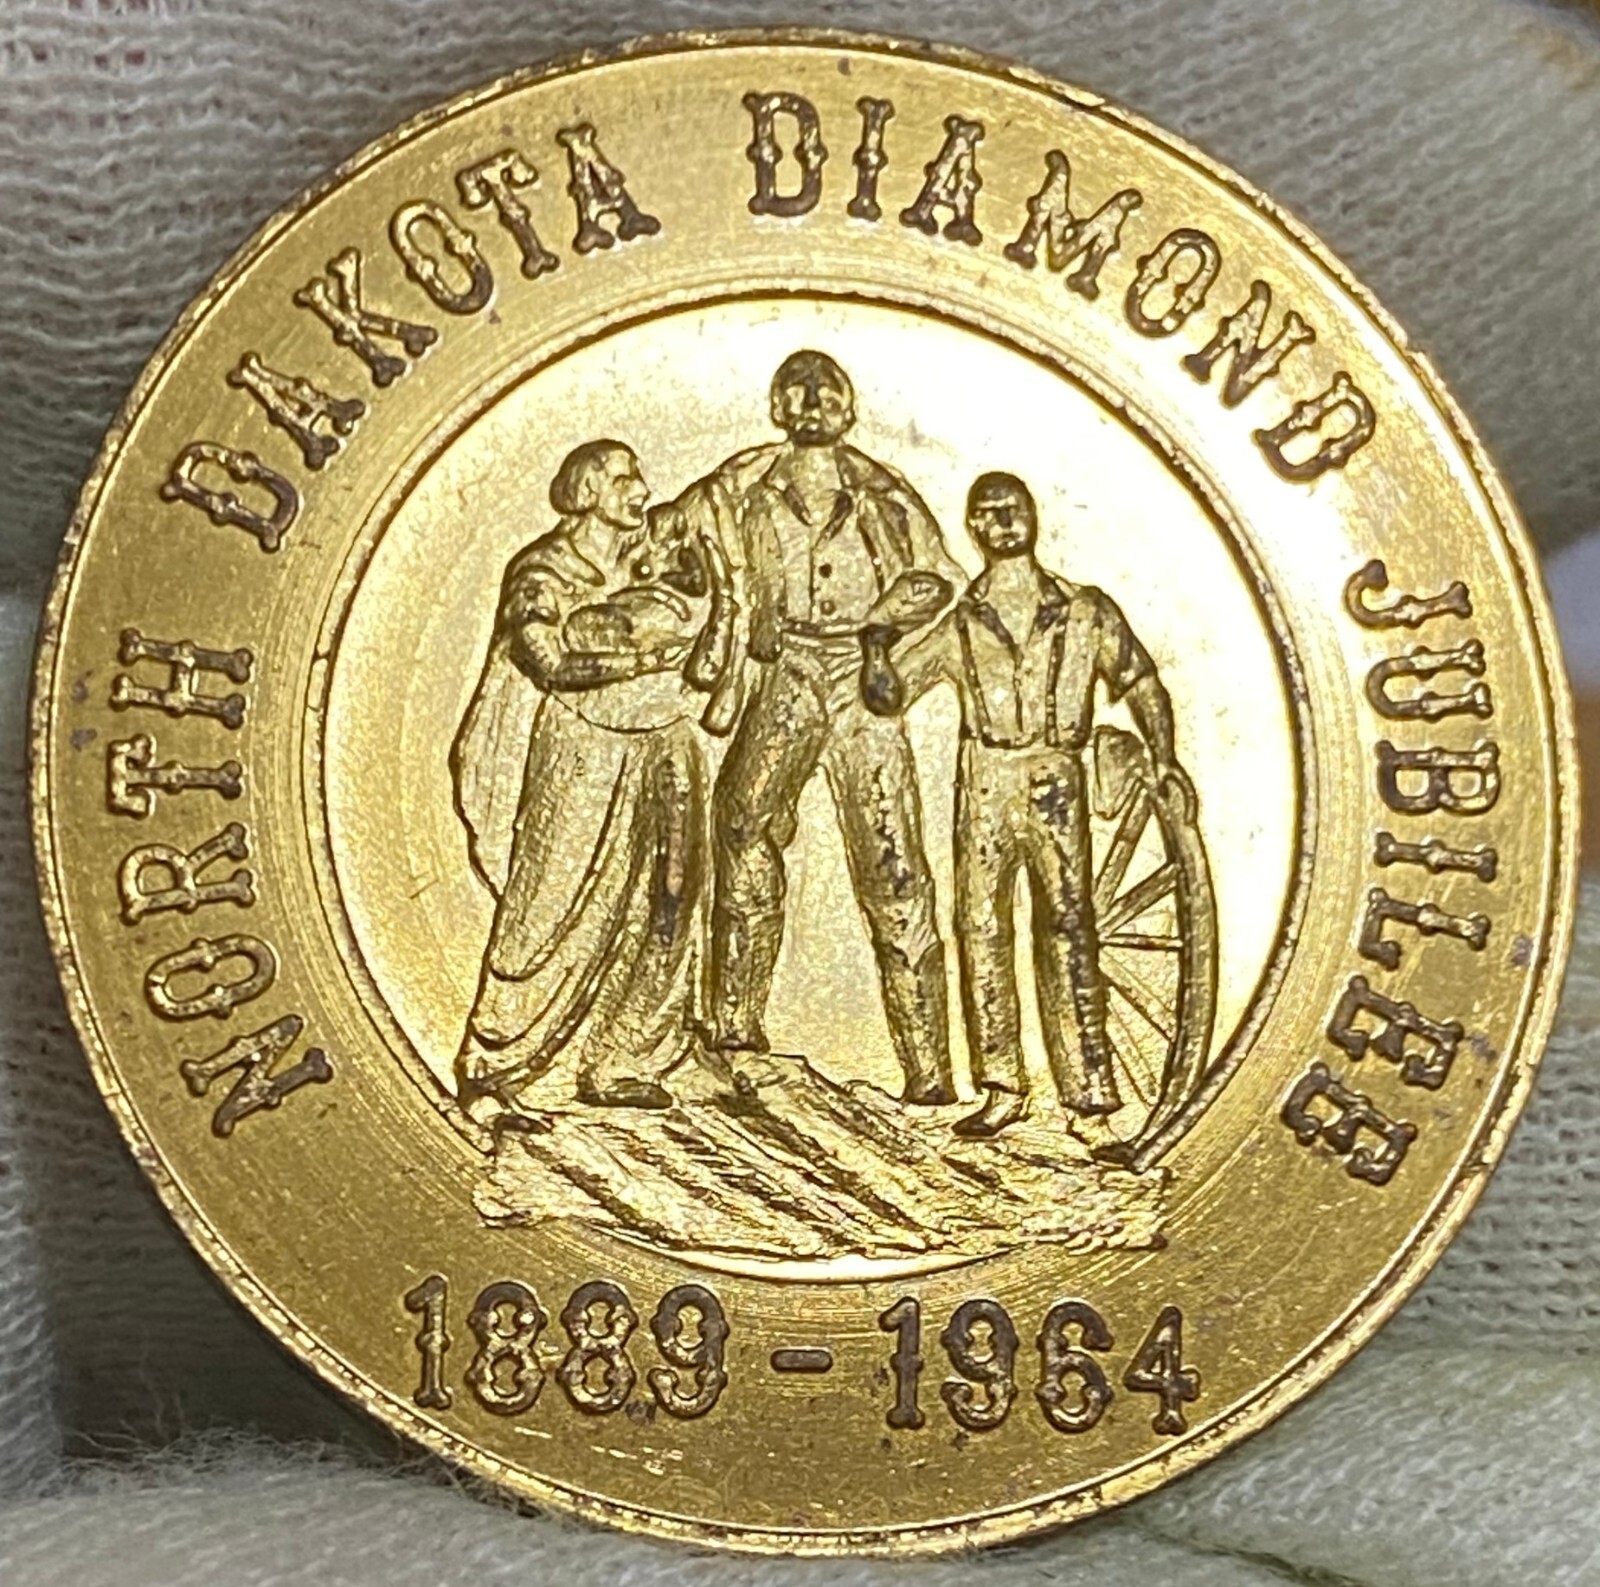 NORTH DAKOTA DIAMOND JUBILEE
1889-1964